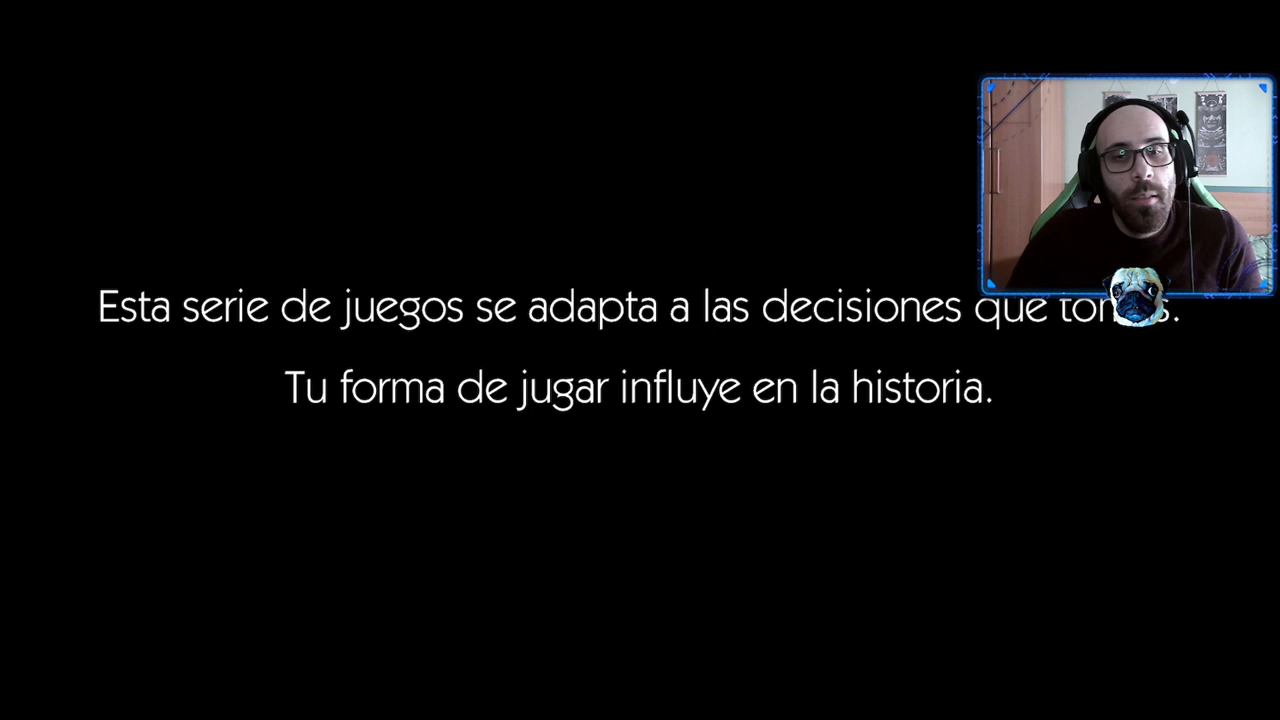 Esta serie de juegos se adapta a las decisiones que
Tu forma de jugar influye en la historia.